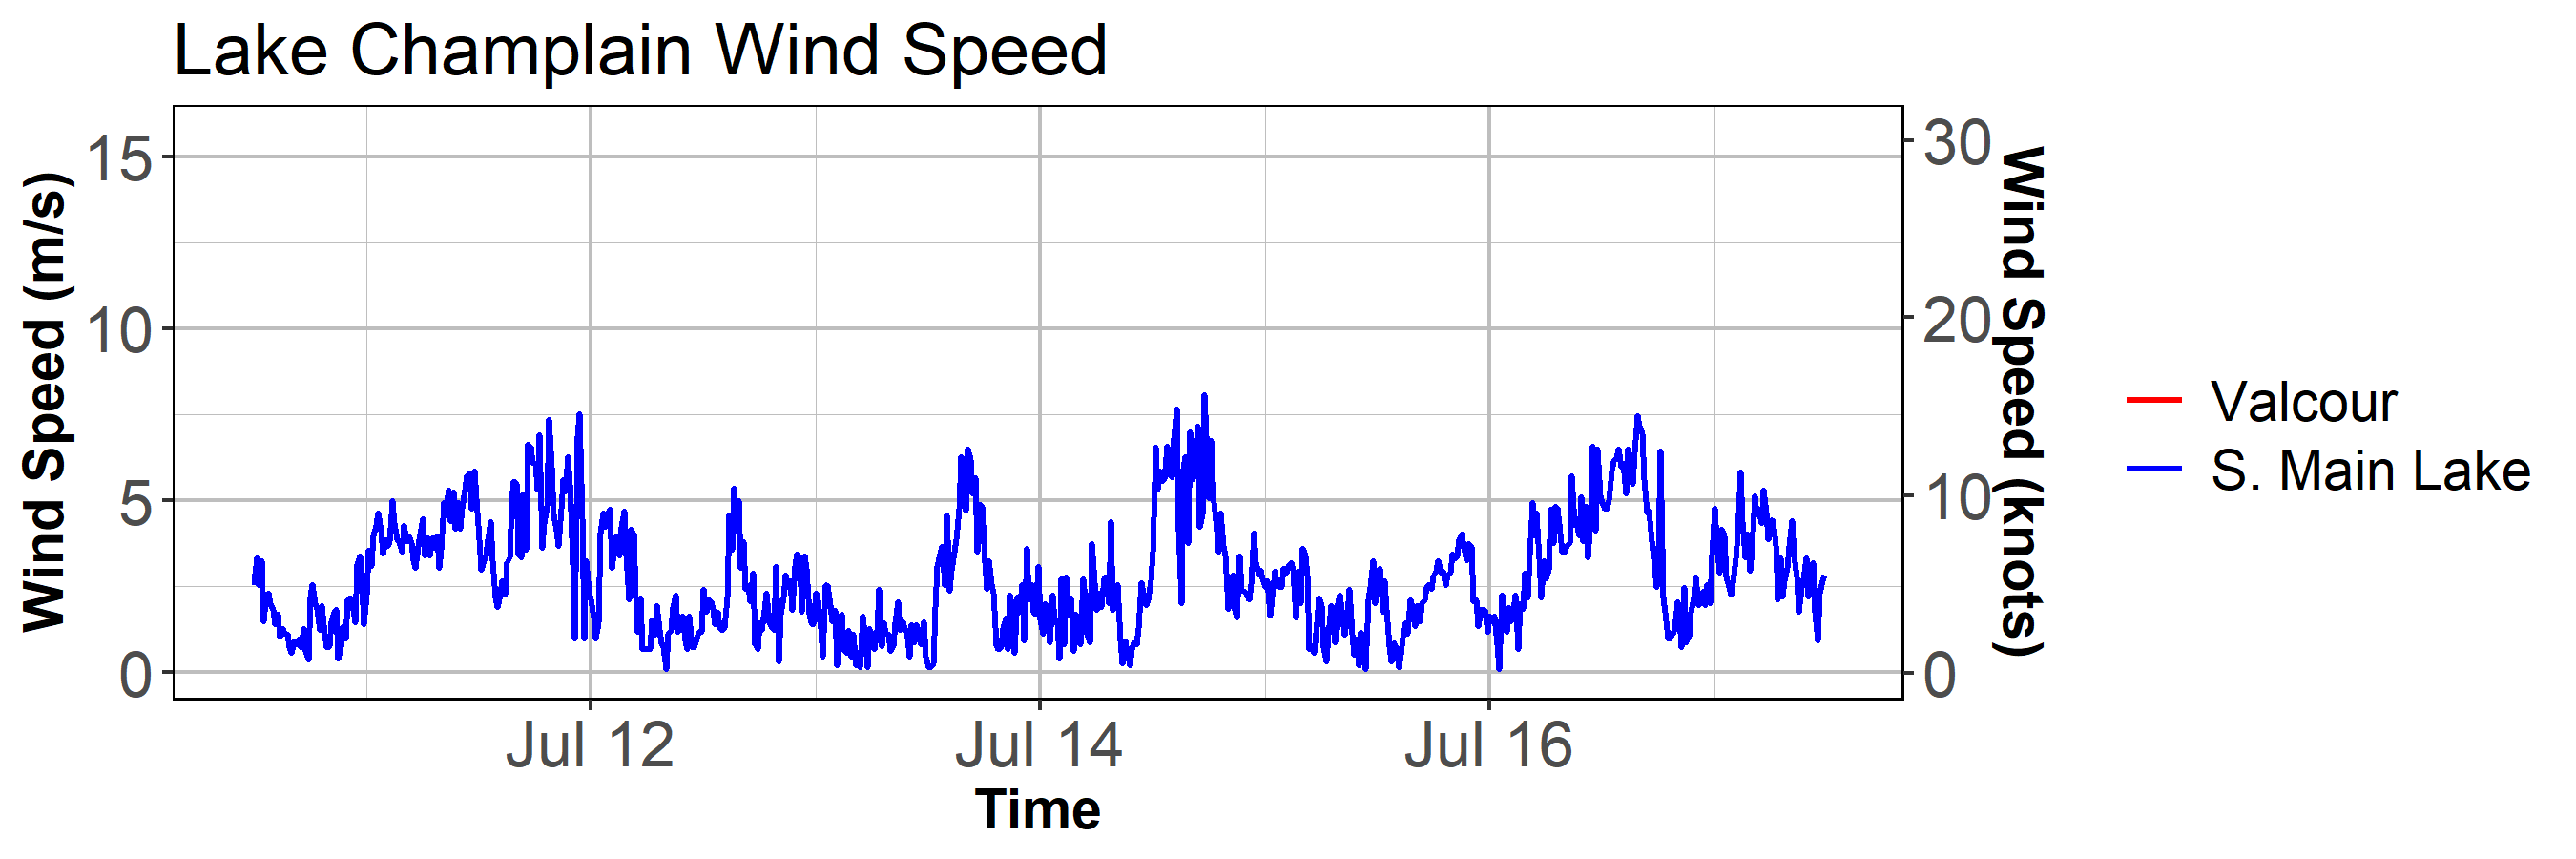 Lake Champlain Wind Speed
Wind Speed (m/s)
15
10
5
0
30
20
10
0
Wind Speed (knots)
Jul 12
Jul 14
Jul 16
Time
Valcour
S. Main Lake